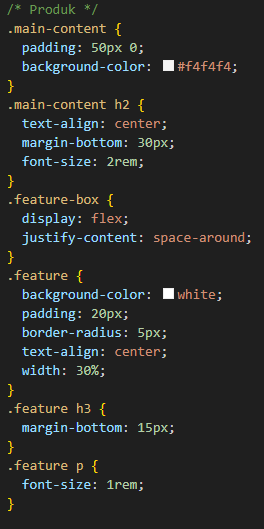 /* Produk */
.main-content {
  padding: 50px 0;
  background-color: #f4f4f4;
}
.main-content h2 {
  text-align: center;
  margin-bottom: 30px;
  font-size: 2rem;
}
.feature-box {
  display: flex;
  justify-content: space-around;
}
.feature {
  background-color: white;
  padding: 20px;
  border-radius: 5px;
  text-align: center;
  width: 30%;
}
.feature h3 {
  margin-bottom: 15px;
}
.feature p {
  font-size: 1rem;
}